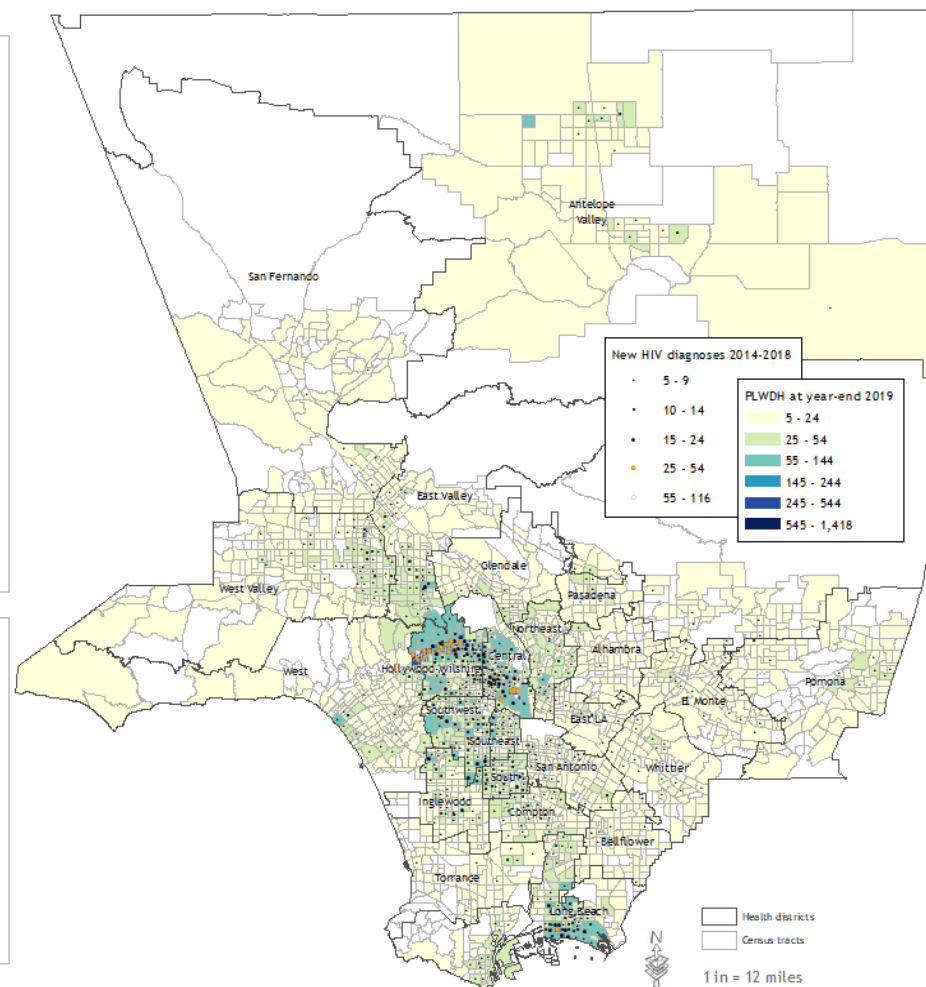 Antelope
Valley
San Fernando
New HIV diagnoses 2014-2018
5 - 9
10 - 14
15 - 24
25 - 54
55 - 116
PLWDH at year-end 2019
5 - 24
25 - 54
55 - 144
145 - 244
245 - 544
545 - 1,418
East Valley
Glendale
West Valley
Pasadena
Northeast
Alhambra
Central
Hollywood-Wilshire
West
Pomona
El Monte
Southwest
East LA
Southeast
San Antonio
Whittier
South
Inglewood
Compton
Bellflower
Torrance
Long Beach
Health districts
Census tracts
N
1 in = 12 miles